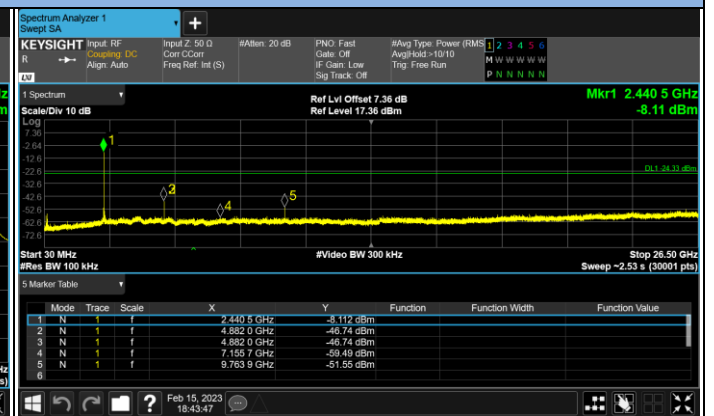 Spectrum Analyzer 1
Swept SA
+
KEYSIGHT Input: RF Input Z: 50 Ω #Atten: 20 dB PNO: Fast #Avg Type: Power (RMS 1 2 3 4 5 6
R Coupling: DC Corr CCorr Gate: Off Avg|Hold:>10/10 M W W W W W
Align: Auto Freq Ref: Int (S) IF Gain: Low Trig: Free Run
Sig Track: Off P N N N N N
LXI
1 Spectrum Ref Lvl Offset 7.36 dB Mkr1 2.440 5 GHz
Scale/Div 10 dB Ref Level 17.36 dBm -8.11 dBm
Log
7.36
-2.64
-12.6
-22.6
-32.6
-42.6
-52.6
-62.6
-72.6
1
4
5
DL1 -24.33 dBm
Start 30 MHz #Video BW 300 kHz Stop 26.50 GHz
#Res BW 100 kHz Sweep ~2.53 s (30001 pts)
5 Marker Table
Mode Trace Scale X Y Function Function Width Function Value
1 N 1 f 2.440 5 GHz -8.112 dBm
2 N 1 f 4.882 0 GHz -46.74 dBm
3 N 1 f 4.882 0 GHz -46.74 dBm
4 N 1 f 7.155 7 GHz -59.49 dBm
5 N 1 f 9.763 9 GHz -51.55 dBm
6
? Feb 15, 2023
18:43:47